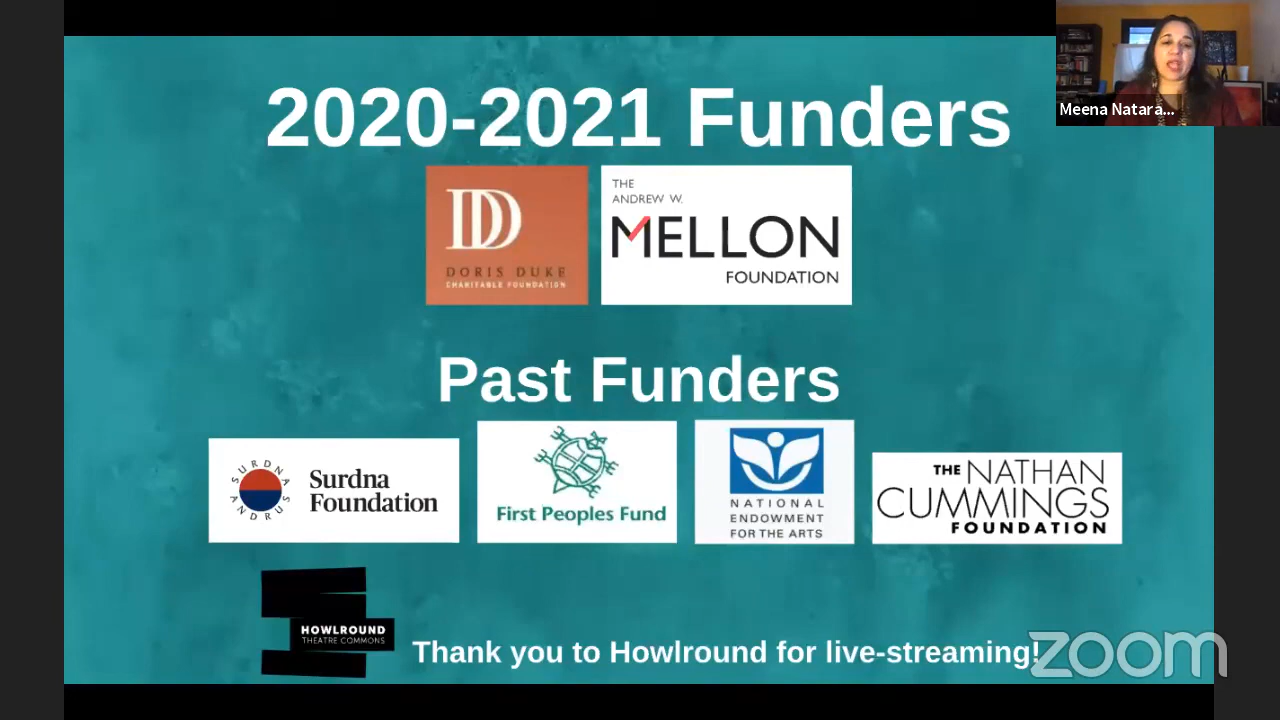 2020-2021 Funders
Meena Natara...
DD
DORIS DUKE
CHARITABLE FOUNDATION
THE
ANDREW W.
MELLON
FOUNDATION
Past Funders
SURDNA
ANDRUS
Surdna
Foundation
First Peoples Fund
NATIONAL
ENDOWMENT
FOR THE ARTS
THE NATHAN
CUMMINGS
FOUNDATION
HOWLROUND
THEATRE COMMONS
Thank you to Howlround for live-streaming!
zoom